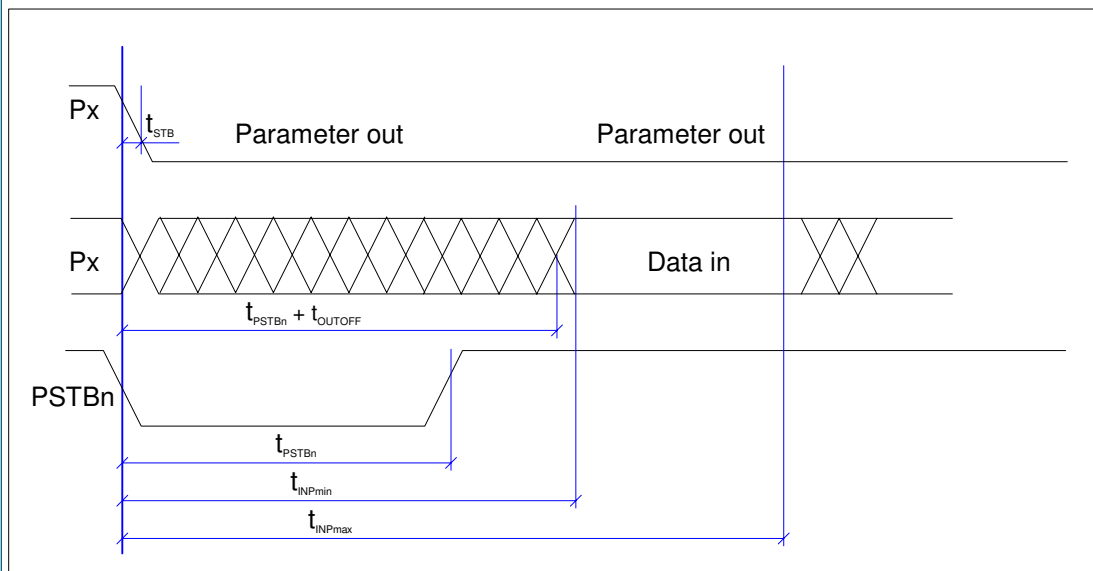 Px
tSTB
Parameter out
Parameter out
Px
Data in
tPSTBn + tOUTOFF
PSTBn
tPSTBn
tINPmin
tINPmax